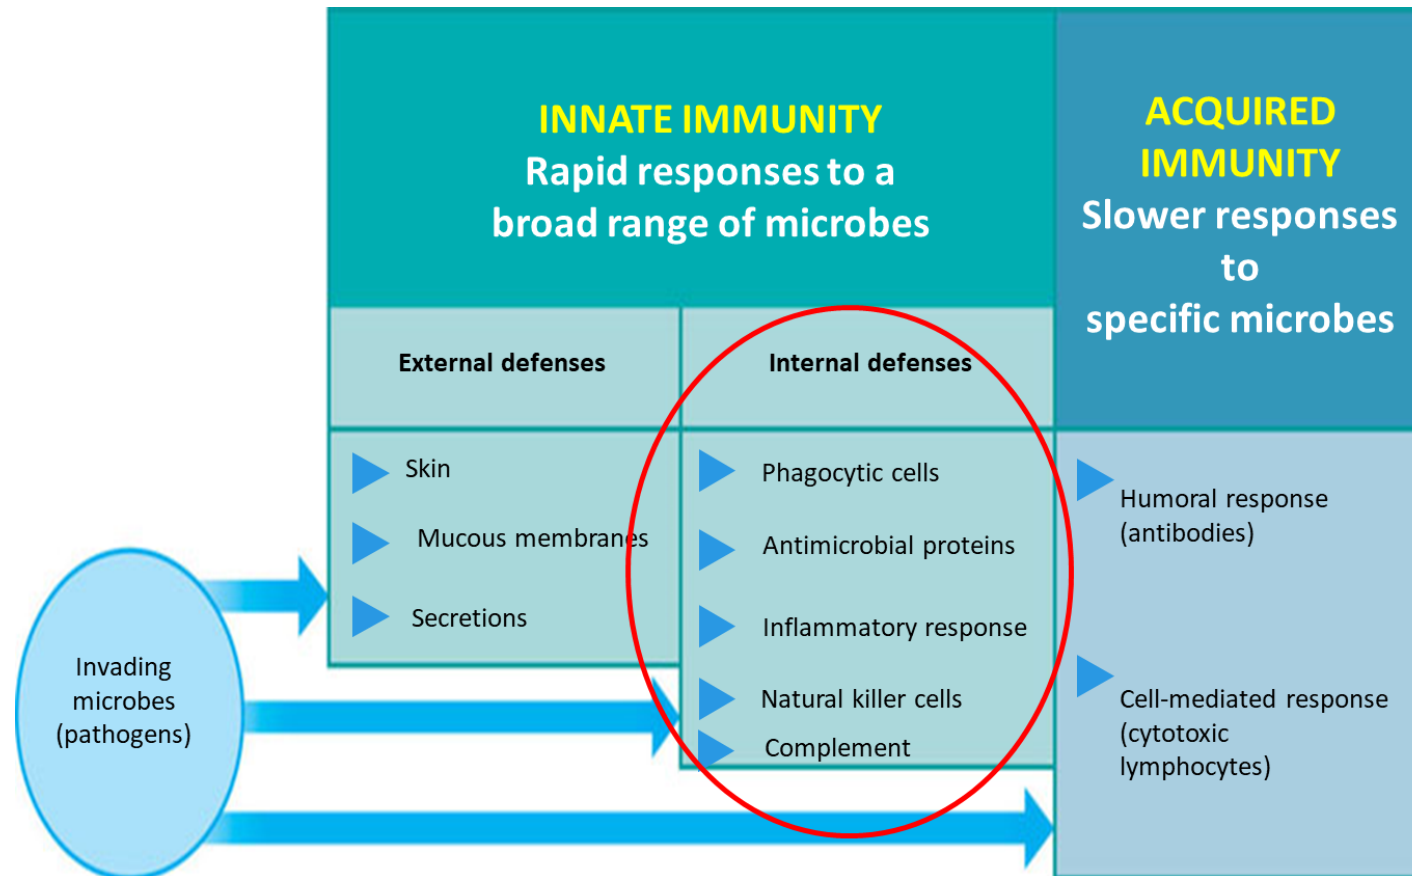 INNATE IMMUNITY
Rapid responses to a
broad range of microbes
ACQUIRED
IMMUNITY
Slower responses
to
specific microbes
External defenses
Internal defenses
Skin
Mucous membranes
Secretions
Phagocytic cells
Antimicrobial proteins
Inflammatory response
Natural killer cells
Complement
Humoral response
(antibodies)
Cell-mediated response
(cytotoxic
lymphocytes)
Invading
microbes
(pathogens)